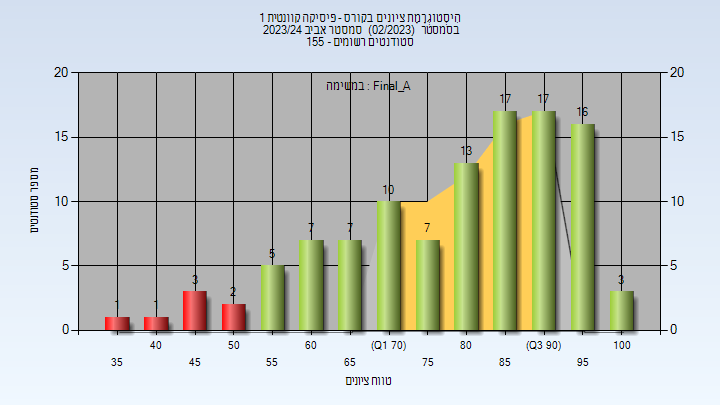 היסטוגרמת ציונים בקורס - פיסיקה קוונטית 1
בסמסטר (02/2023) סמסטר אביב 2023/24
סטודנטים רשומים - 155
במשימה : Final_A
20 20
15 15
10 10
5 5
0 0
1 1 3 2 5 7 7 10 7 13 17 17 16 3
מספר סטודנטים
40 50 60 (Q1 70) 80 (Q3 90) 100
35 45 55 65 75 85 95
טווח ציונים